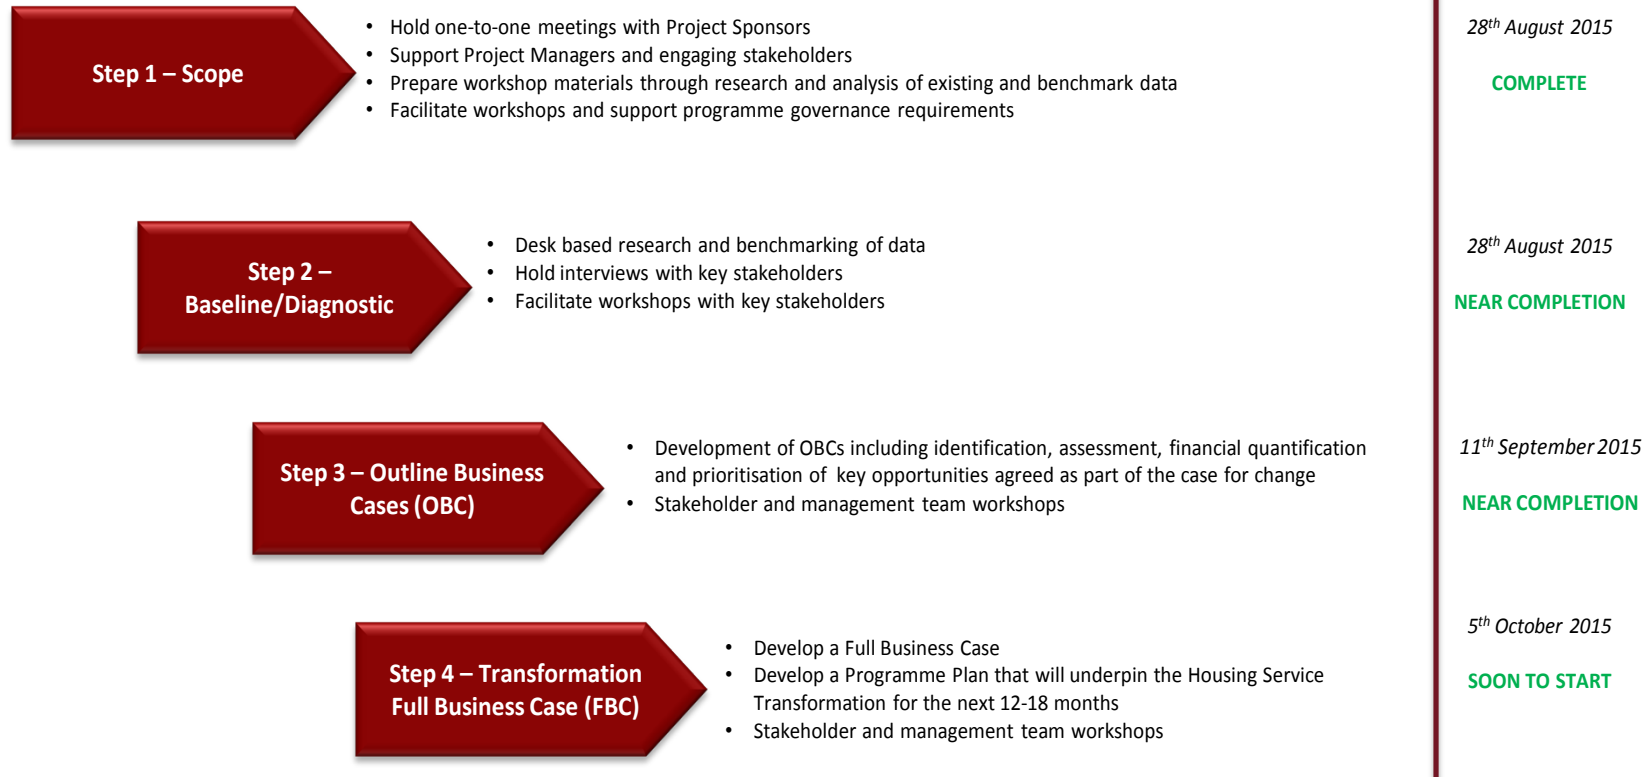 Step 1 – Scope
• Hold one-to-one meetings with Project Sponsors
• Support Project Managers and engaging stakeholders
• Prepare workshop materials through research and analysis of existing and benchmark data
• Facilitate workshops and support programme governance requirements
28th August 2015
COMPLETE
Step 2 –
Baseline/Diagnostic
• Desk based research and benchmarking of data
• Hold interviews with key stakeholders
• Facilitate workshops with key stakeholders
28th August 2015
NEAR COMPLETION
Step 3 – Outline Business
Cases (OBC)
• Development of OBCs including identification, assessment, financial quantification
and prioritisation of key opportunities agreed as part of the case for change
• Stakeholder and management team workshops
11th September 2015
NEAR COMPLETION
Step 4 – Transformation
Full Business Case (FBC)
• Develop a Full Business Case
• Develop a Programme Plan that will underpin the Housing Service
Transformation for the next 12-18 months
• Stakeholder and management team workshops
5th October 2015
SOON TO START